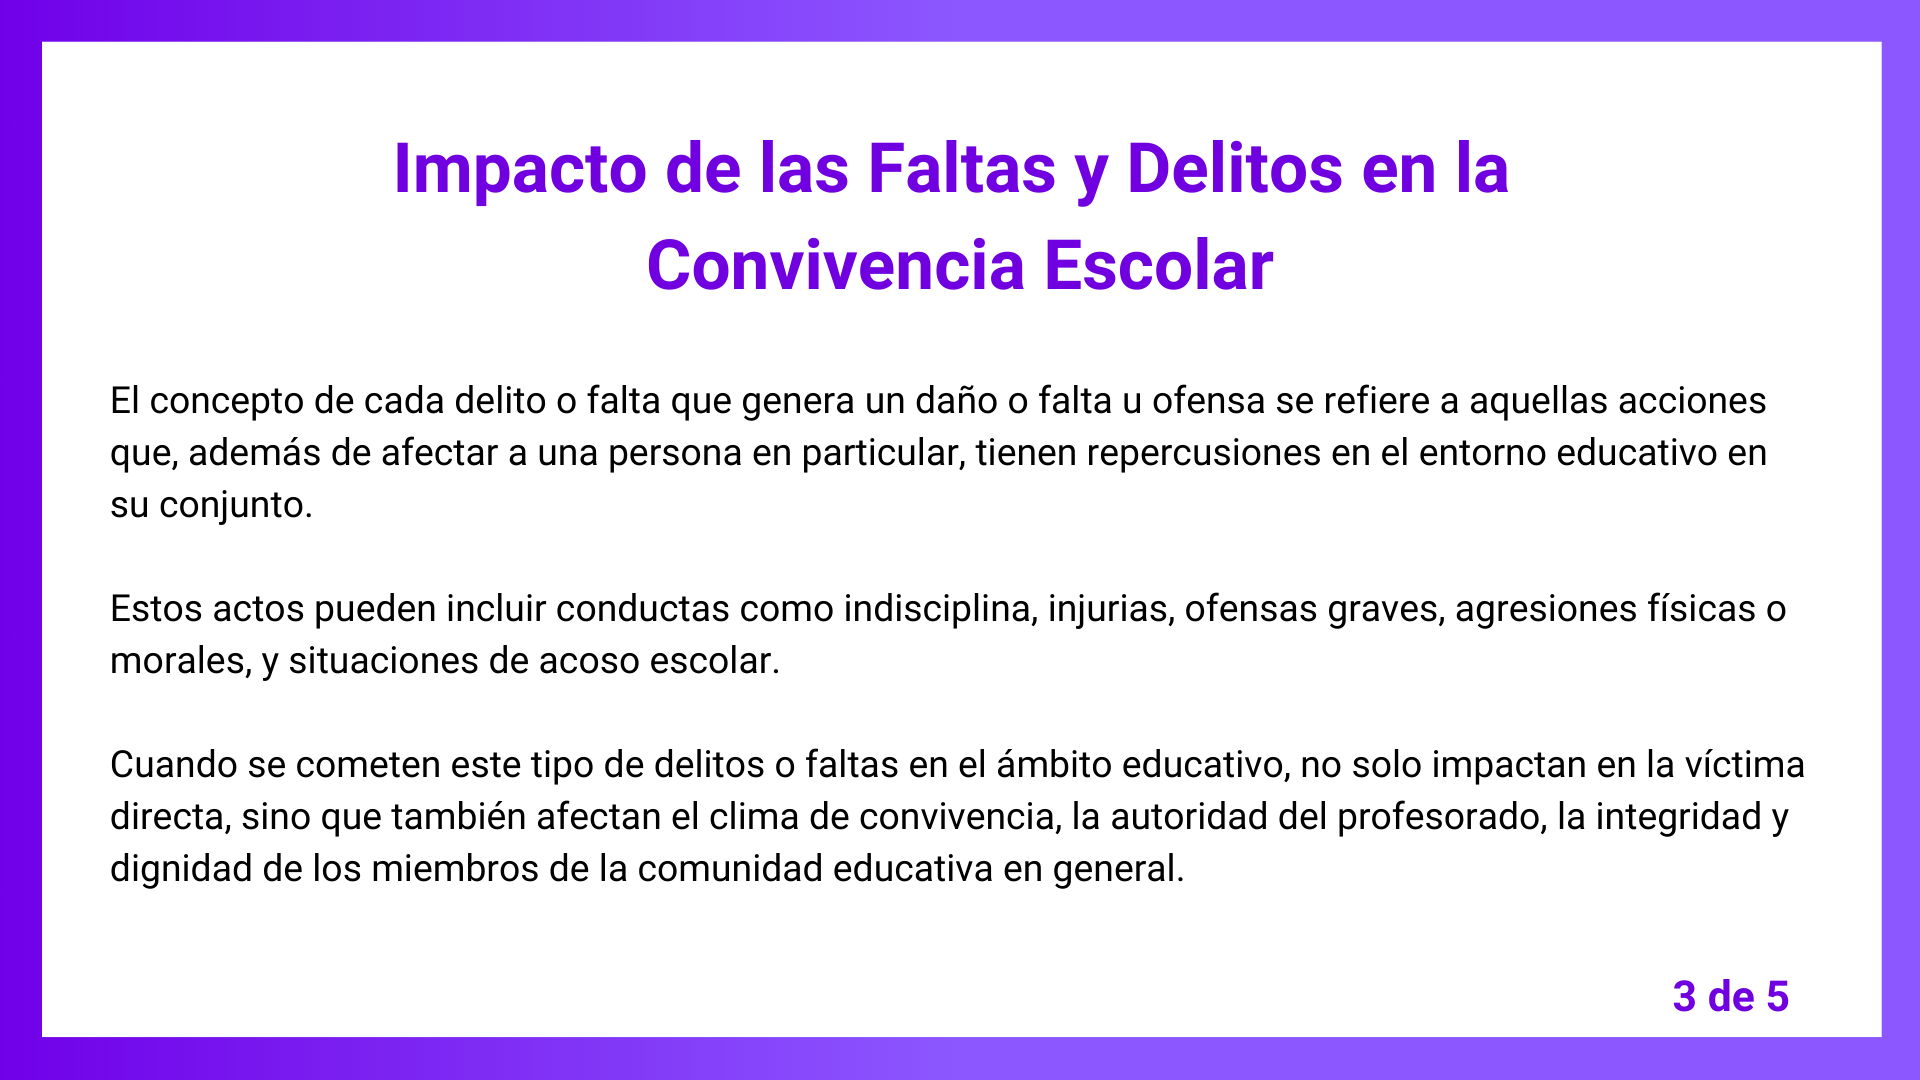 Impacto de las Faltas y Delitos en la
Convivencia Escolar
El concepto de cada delito o falta que genera un daño o falta u ofensa se refiere a aquellas acciones
que, además de afectar a una persona en particular, tienen repercusiones en el entorno educativo en
su conjunto.
Estos actos pueden incluir conductas como indisciplina, injurias, ofensas graves, agresiones físicas o
morales, y situaciones de acoso escolar.
Cuando se cometen este tipo de delitos o faltas en el ámbito educativo, no solo impactan en la víctima
directa, sino que también afectan el clima de convivencia, la autoridad del profesorado, la integridad y
dignidad de los miembros de la comunidad educativa en general.
3 de 5